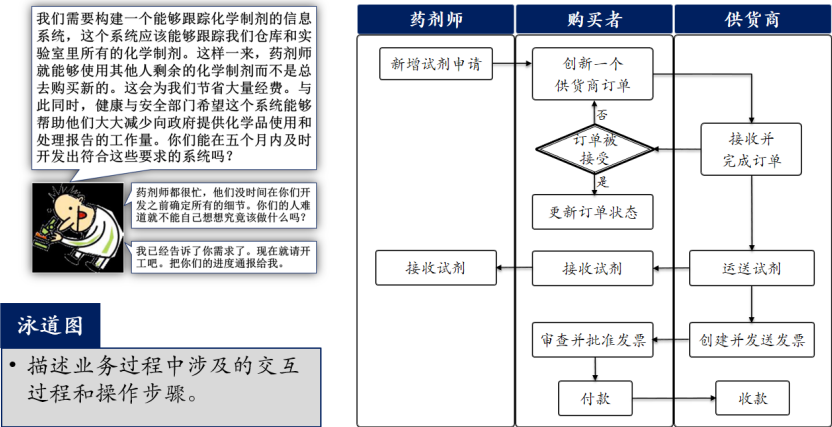 我们需要构建一个能够跟踪化学制剂的信息
系统，这个系统应该能够跟踪我们仓库和实
验室里所有的化学制剂。这样一来，药剂师
就能够使用其他人剩余的化学制剂而不是总
去购买新的。这会为我们节省大量经费。与
此同时，健康与安全部门希望这个系统能够
帮助他们大大减少向政府提供化学品使用和
处理报告的工作量。你们能在五个月内及时
开发出符合这些要求的系统吗？
药剂师都很忙，他们没时间在你们开
发之前确定所有的细节。你们的人难
道就不能自己想想究竟该做什么吗？
我已经告诉了你需求了。现在就请开
工吧。把你们的进度通报给我。
泳道图
• 描述业务过程中涉及的交互
过程和操作步骤。
药剂师
购买者
供货商
新增试剂申请
创新一个
供货商订单
否
订单被
接受
是
接收并
完成订单
更新订单状态
接收试剂
接收试剂
运送试剂
审查并批准发票
创建并发送发票
付款
收款